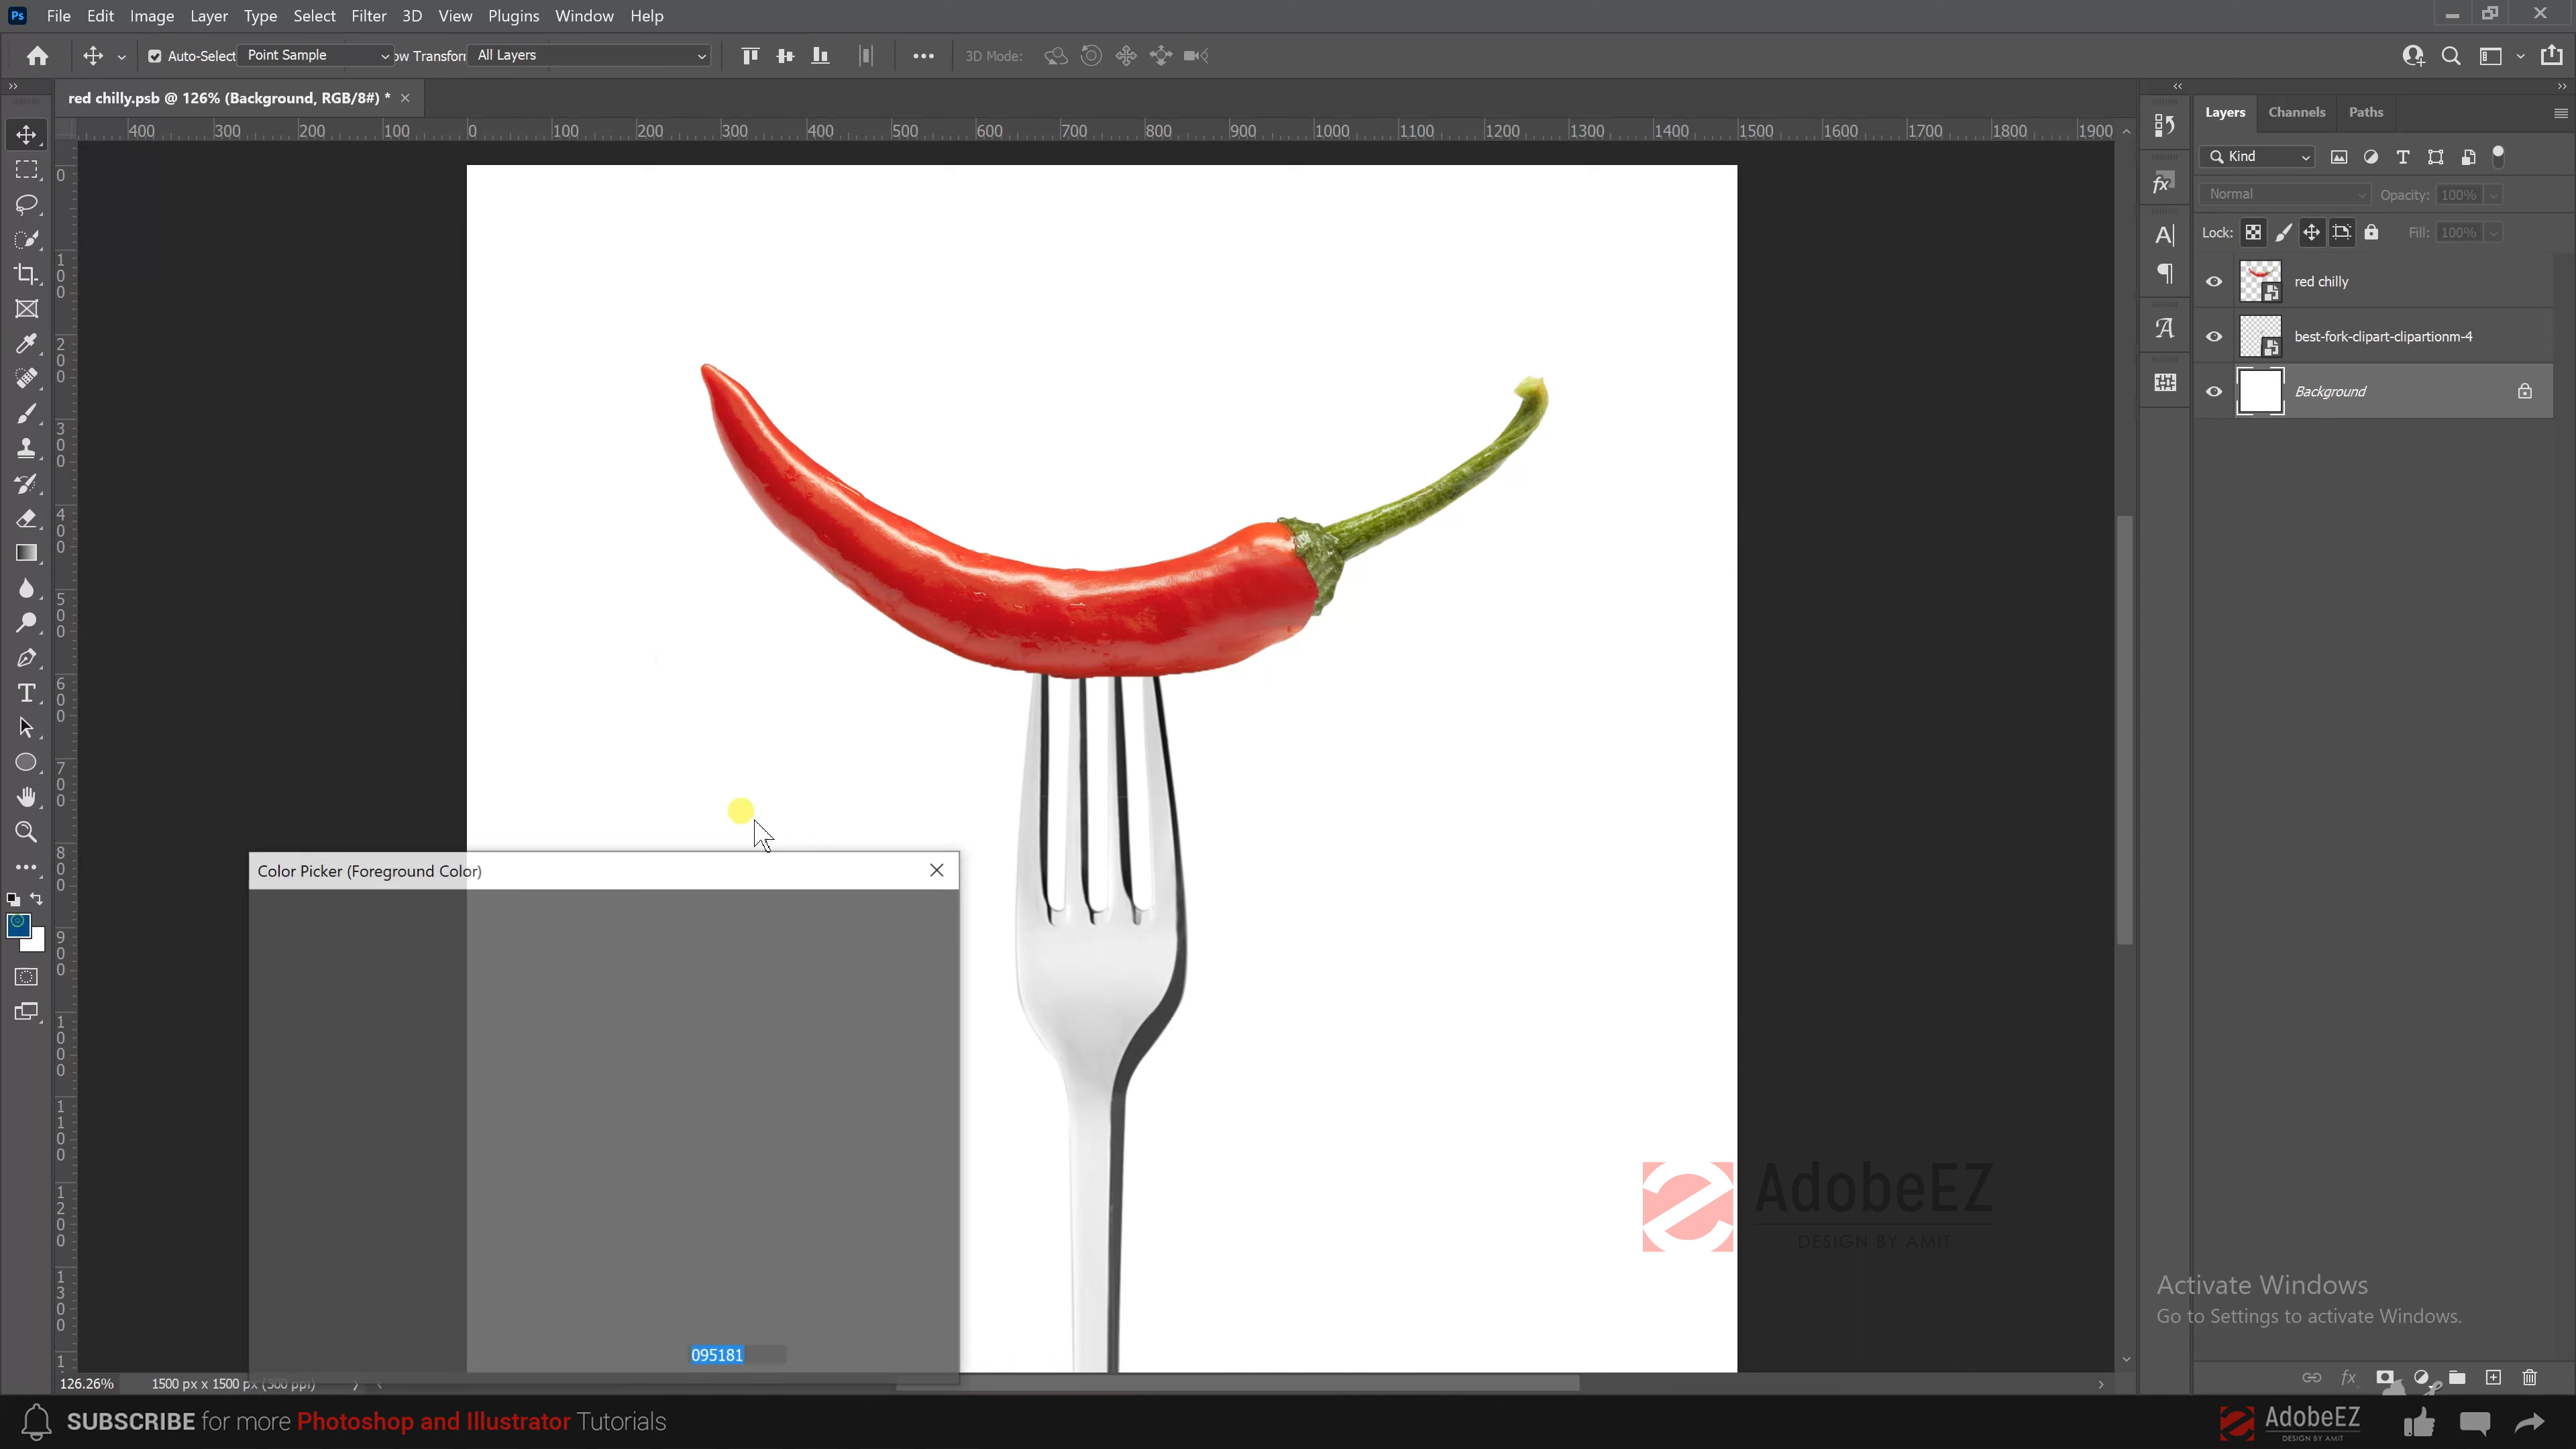 Ps File Edit Image Layer Type Select Filter 3D View Plugins Window Help
Auto-Select Point Sample ow Transfor All Layers 3D Mode:
red chilly.psb @ 126% (Background, RGB/8#) * ×
400 300 200 100 0 100 200 300 400 500 600 700 800 900 1000 1100 1200 1300 1400 1500 1600 1700 1800 1900
0
100
200
300
400
500
600
700
800
900
1000
1100
1200
1300
1
Layers Channels Paths
Kind
Normal Opacity: 100%
Lock: Fill: 100%
red chilly
best-fork-clipart-clipartionm-4
Background
Color Picker (Foreground Color)
095181
AdobeEZ
DESIGN BY AMIT
Activate Windows
Go to Settings to activate Windows.
126.26% 1500 px x 1500 px (300 ppi)
SUBSCRIBE for more Photoshop and Illustrator Tutorials
AdobeEZ
DESIGN BY AMIT